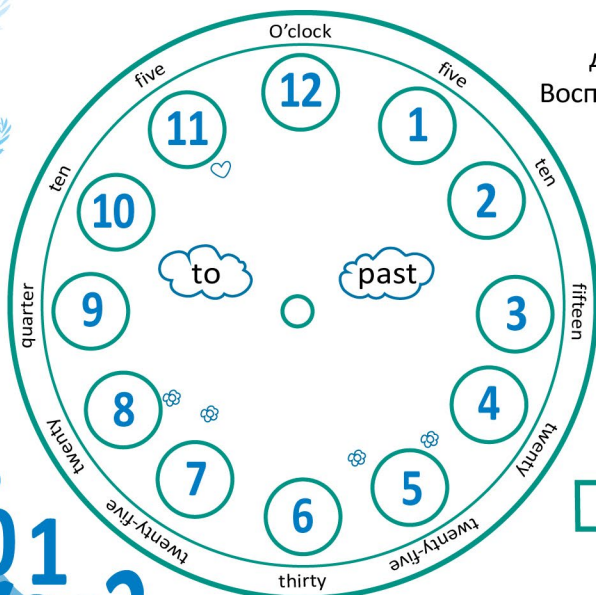 O’clock
five
five
12
11
1
ten
ten
10
2
to
past
quarter
9
3
fifteen
8
4
twenty
twenty
7
5
6
twenty-five
twenty-five
thirty
1